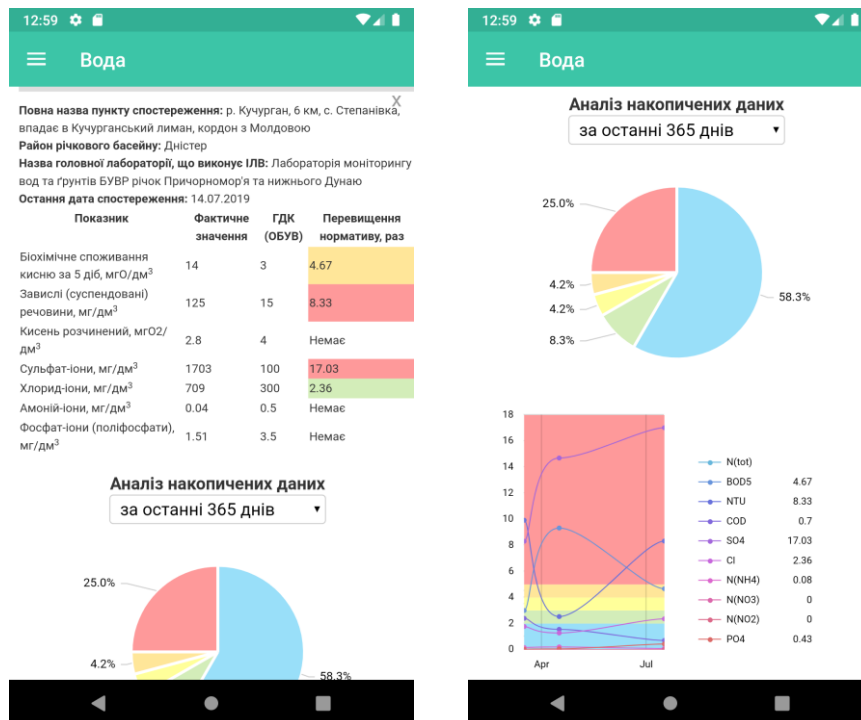 12:59
Вода
X
Повна назва пункту спостереження: р. Кучурган, 6 км, с. Степанівка,
впадає в Кучурганський лиман, кордон з Молдовою
Район річкового басейну: Дністер
Назва головної лабораторії, що виконує ІЛВ: Лабораторія моніторингу
вод та ґрунтів БУВР річок Причорномор'я та нижнього Дунаю
Остання дата спостереження: 14.07.2019
Показник Фактичне значення ГДК (ОБУВ) Перевищення нормативу, раз
Біохімічне споживання
кисню за 5 діб, мгО/дм³ 14 3 4.67
Завислі (суспендовані)
речовини, мг/дм³ 125 15 8.33
Кисень розчинений, мгО2/
дм³ 2.8 4 Немає
Сульфат-іони, мг/дм³ 1703 100 17.03
Хлорид-іони, мг/дм³ 709 300 2.36
Амоній-іони, мг/дм³ 0.04 0.5 Немає
Фосфат-іони (поліфосфати),
мг/дм³ 1.51 3.5 Немає
Аналіз накопичених даних
за останні 365 днів
25.0%
4.2%
58.3%
12:59
Вода
Аналіз накопичених даних
за останні 365 днів
25.0%
4.2%
4.2%
8.3%
58.3%
18
16
14
12
10
8
6
4
2
0
Apr Jul
N(tot)
BOD5 4.67
NTU 8.33
COD 0.7
SO4 17.03
Cl 2.36
N(NH4) 0.08
N(NO3) 0
N(NO2) 0
PO4 0.43